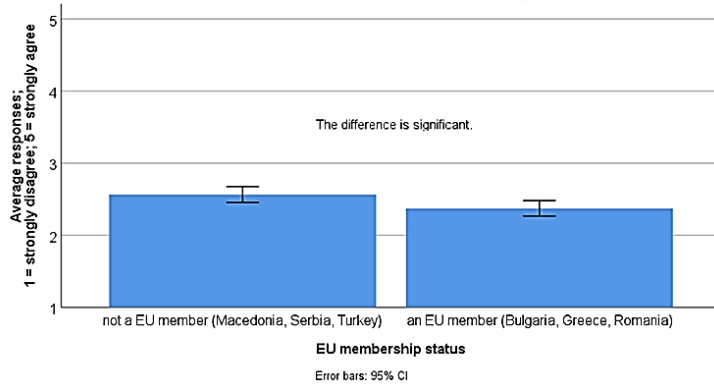 Average responses;
1 = strongly disagree; 5 = strongly agree
5
4
3
2
1
The difference is significant.
not a EU member (Macedonia, Serbia, Turkey)
an EU member (Bulgaria, Greece, Romania)
EU membership status
Error bars: 95% CI